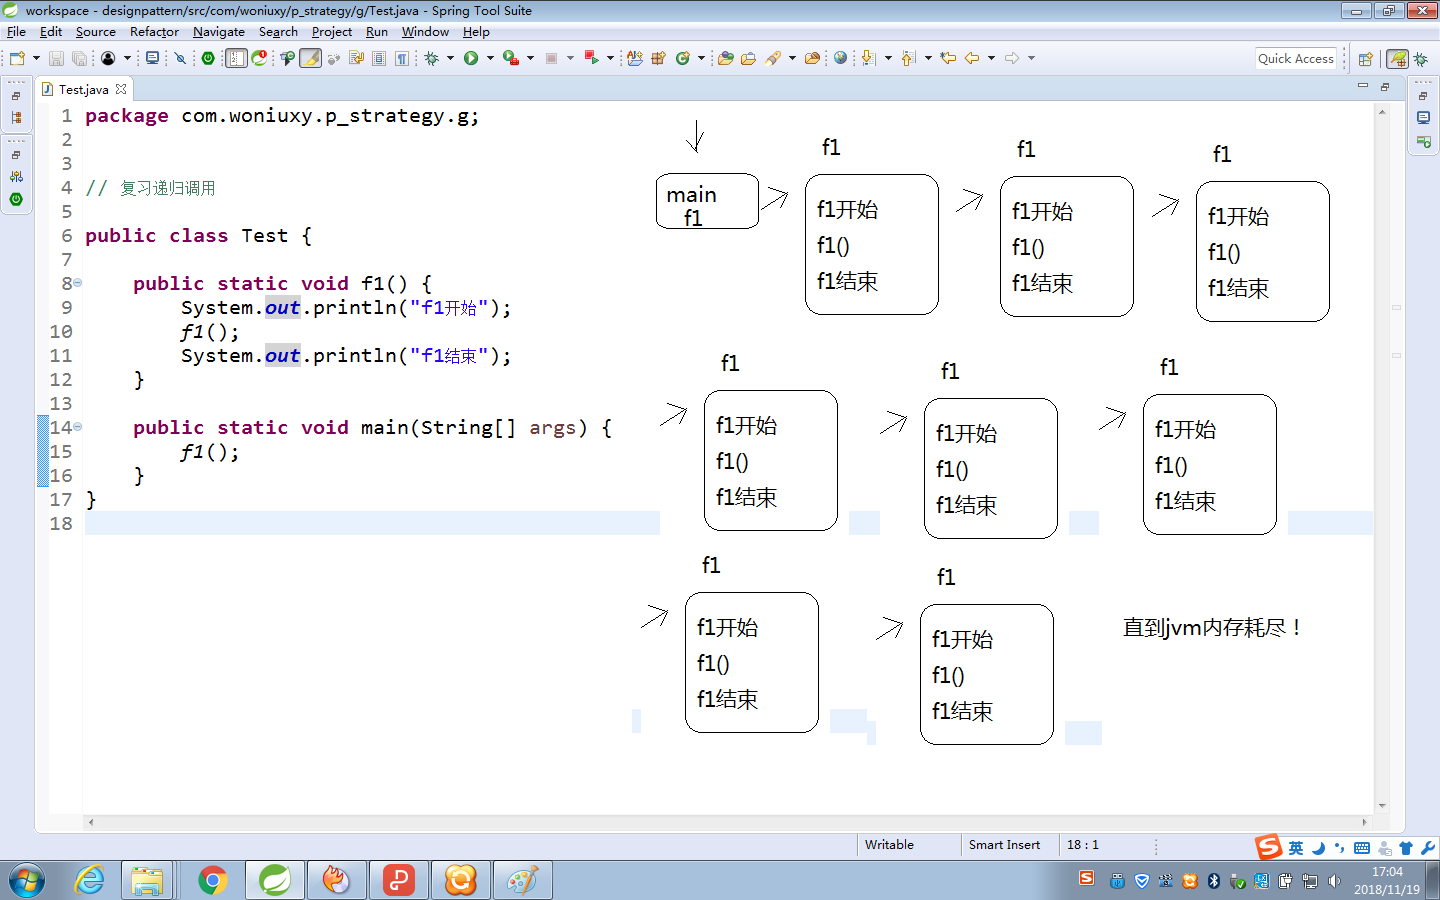 workspace - designpattern/src/com/woniuxy/p_strategy/g/Test.java - Spring Tool Suite
File Edit Source Refactor Navigate Search Project Run Window Help
Quick Access
Test.java
1 package com.woniuxy.p_strategy.g;
2
3
4 // 复习递归调用
5
6 public class Test {
7
8 public static void f1() {
9 System.out.println("f1开始");
10 f1();
11 System.out.println("f1结束");
12 }
13
14 public static void main(String[] args) {
15 f1();
16 }
17 }
18
main
f1
f1
f1开始
f1()
f1结束
f1
f1开始
f1()
f1结束
f1
f1开始
f1()
f1结束
f1
f1开始
f1()
f1结束
f1
f1开始
f1()
f1结束
f1
f1开始
f1()
f1结束
f1
f1开始
f1()
f1结束
f1
f1开始
f1()
f1结束
直到jvm内存耗尽！
Writable Smart Insert 18 : 1
英
17:04
2018/11/19